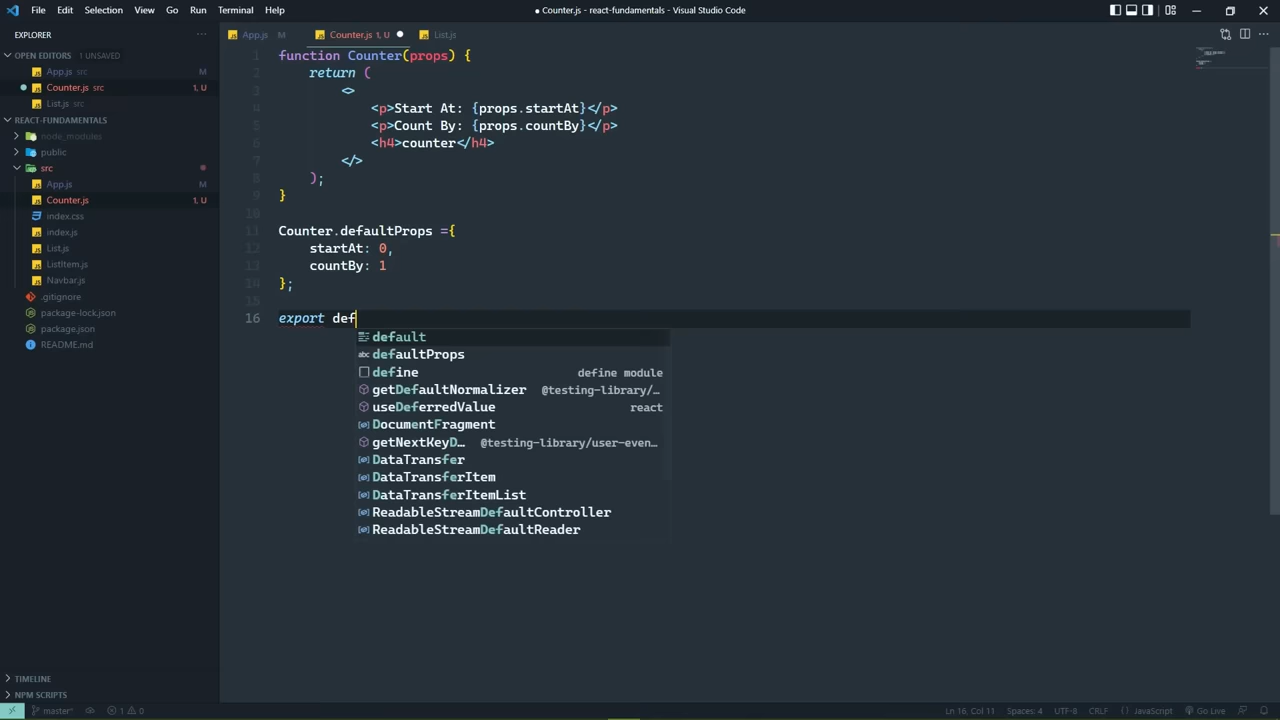 File Edit Selection View Go Run Terminal Help
● Counter.js - react-fundamentals - Visual Studio Code
EXPLORER
OPEN EDITORS 1 UNSAVED
App.js src M
Counter.js src 1, U
List.js src
REACT-FUNDAMENTALS
node_modules
public
src
App.js M
Counter.js 1, U
index.css
index.js
List.js
ListItem.js
Navbar.js
.gitignore
package-lock.json
package.json
README.md
TIMELINE
NPM SCRIPTS
App.js M
Counter.js 1, U
List.js
1 function Counter(props) {
2 return (
3 <>
4 <p>Start At: {props.startAt}</p>
5 <p>Count By: {props.countBy}</p>
6 <h4>counter</h4>
7 </>
8 );
9 }
10
11 Counter.defaultProps ={
12 startAt: 0,
13 countBy: 1
14 };
15
16 export def
default
defaultProps
define define module
getDefaultNormalizer @testing-library/…
useDeferredValue react
DocumentFragment
getNextKeyD… @testing-library/user-even…
DataTransfer
DataTransferItem
DataTransferItemList
ReadableStreamDefaultController
ReadableStreamDefaultReader
master* 1 0
Ln 16, Col 11 Spaces: 4 UTF-8 CRLF {} JavaScript Go Live